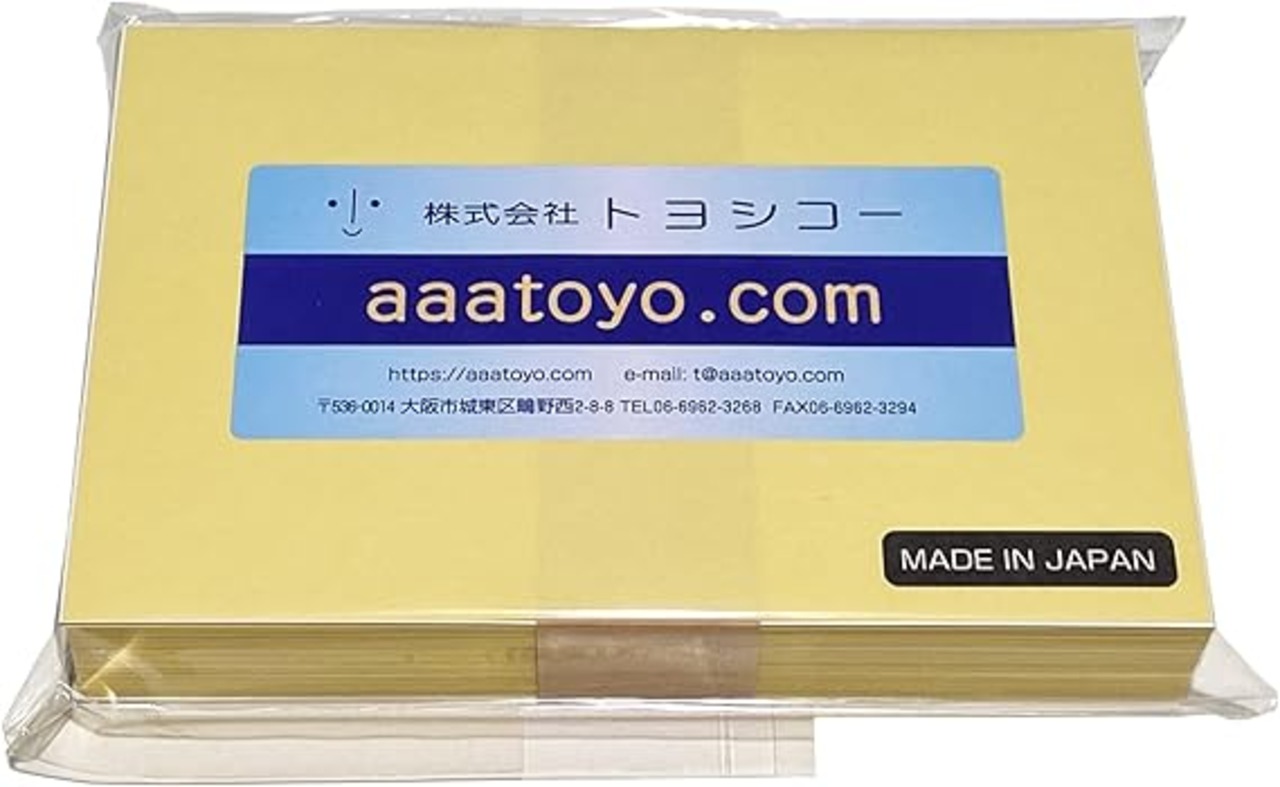 株式会社 トヨシコー
aaatoyo.com
https://aaatoyo.com e-mail: t@aaatoyo.com
〒536-0014 大阪市城東区鴫野西2-8-8 TEL06-6962-3268 FAX06-6962-3294
MADE IN JAPAN